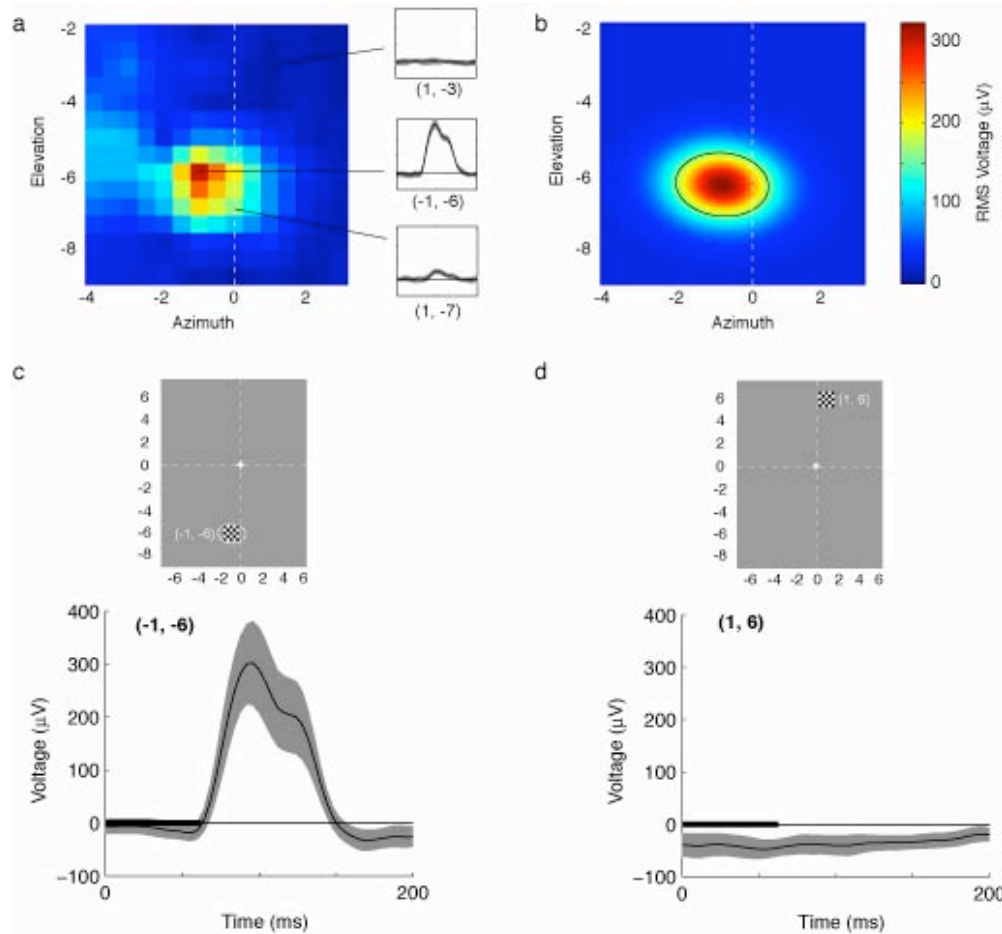 a
-2
-4
-6
-8
Elevation
-4 -2 0 2
Azimuth
(1, -3)
(-1, -6)
(1, -7)
b
-2
-4
-6
-8
Elevation
-4 -2 0 2
Azimuth
300
200
100
0
RMS Voltage (µV)
c
6
4
2
0
-2
-4
-6
-8
(-1, -6)
-6 -4 -2 0 2 4 6
400
300
200
100
0
−100
Voltage (µV)
(-1, -6)
0 200
Time (ms)
d
6
4
2
0
-2
-4
-6
-8
(1, 6)
-6 -4 -2 0 2 4 6
400
300
200
100
0
−100
Voltage (µV)
(1, 6)
0 200
Time (ms)